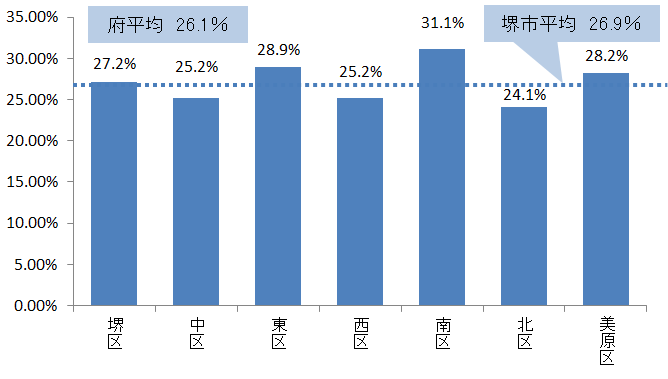 府平均 26.1%
堺市平均 26.9%
35.00%
30.00%
25.00%
20.00%
15.00%
10.00%
5.00%
0.00%
27.2%
25.2%
28.9%
25.2%
31.1%
24.1%
28.2%
堺区
中区
東区
西区
南区
北区
美原区